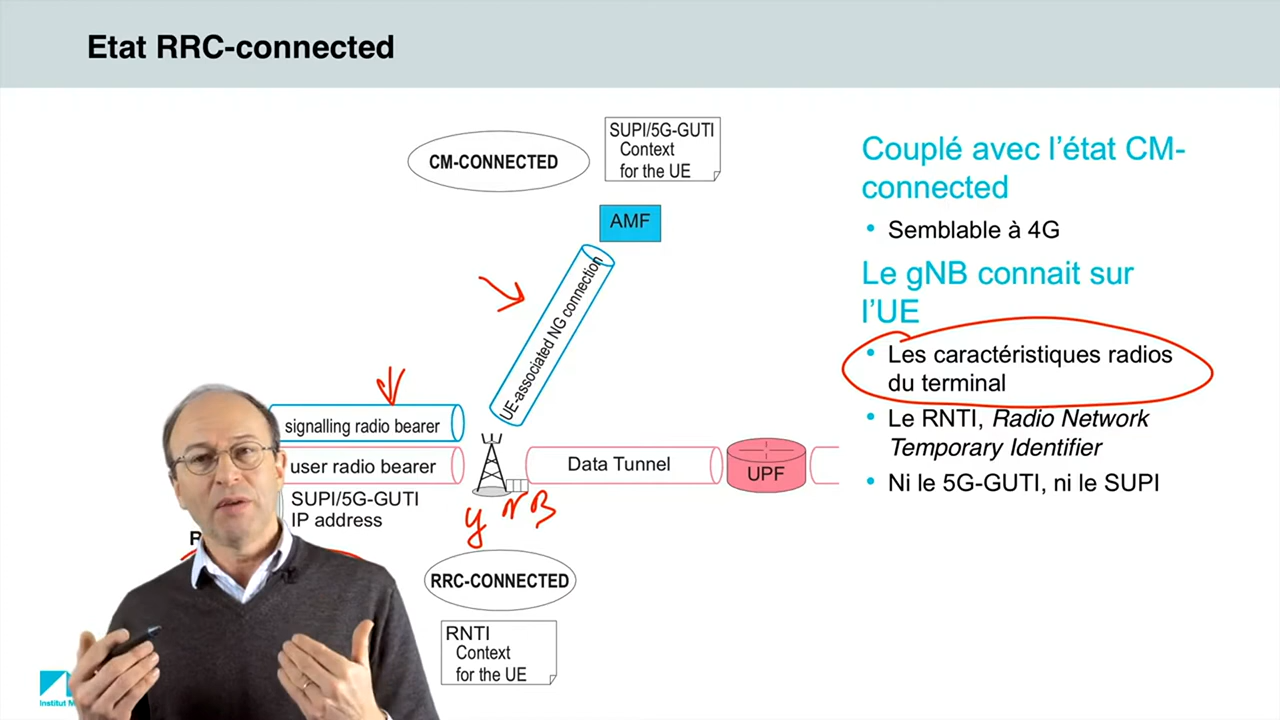 Etat RRC-connected
CM-CONNECTED
SUPI/5G-GUTI
Context
for the UE
AMF
UE-associated NG connection
signalling radio bearer
user radio bearer
SUPI/5G-GUTI
IP address
Data Tunnel
UPF
gNB
RRC-CONNECTED
RNTI
Context
for the UE
Couplé avec l'état CM-
connected
• Semblable à 4G
Le gNB connait sur
l'UE
• Les caractéristiques radios
du terminal
• Le RNTI, Radio Network
Temporary Identifier
• Ni le 5G-GUTI, ni le SUPI
Institut